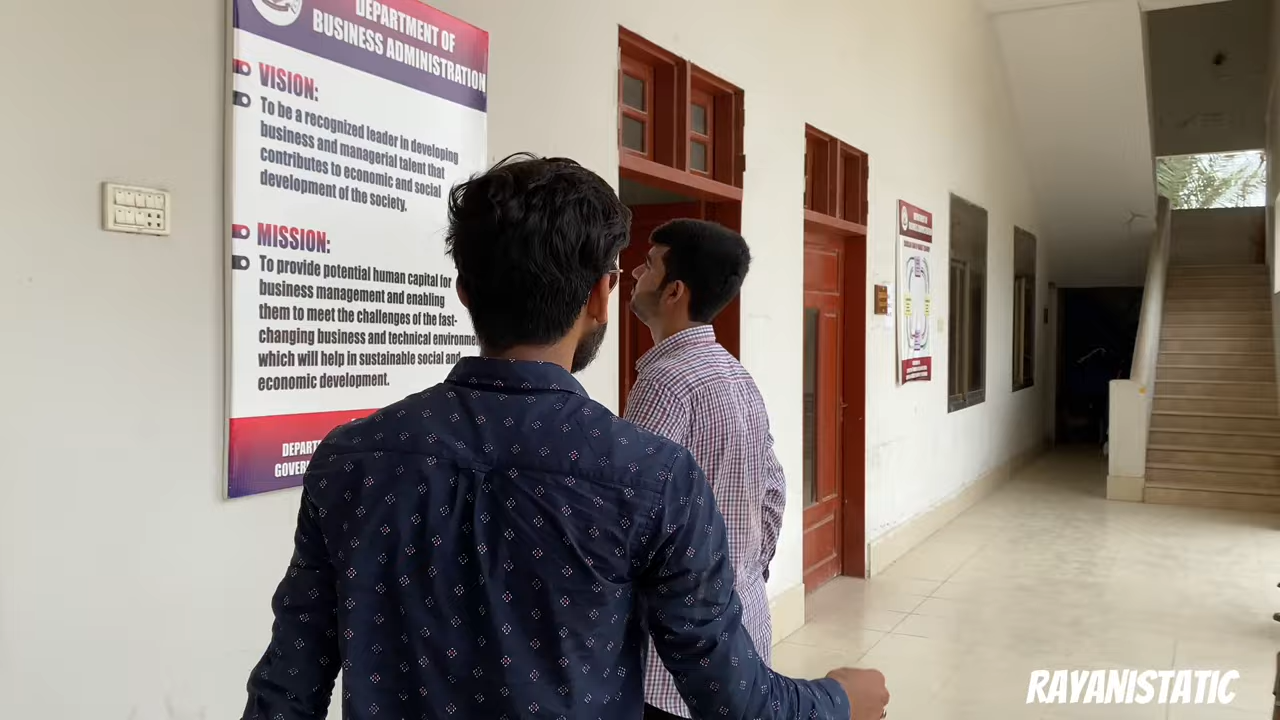 DEPARTMENT OF
BUSINESS ADMINISTRATION
VISION:
To be a recognized leader in developing
business and managerial talent that
contributes to economic and social
development of the society.
MISSION:
To provide potential human capital for
business management and enabling
them to meet the challenges of the fast-
changing business and technical environme
which will help in sustainable social and
economic development.
RAYANISTATIC